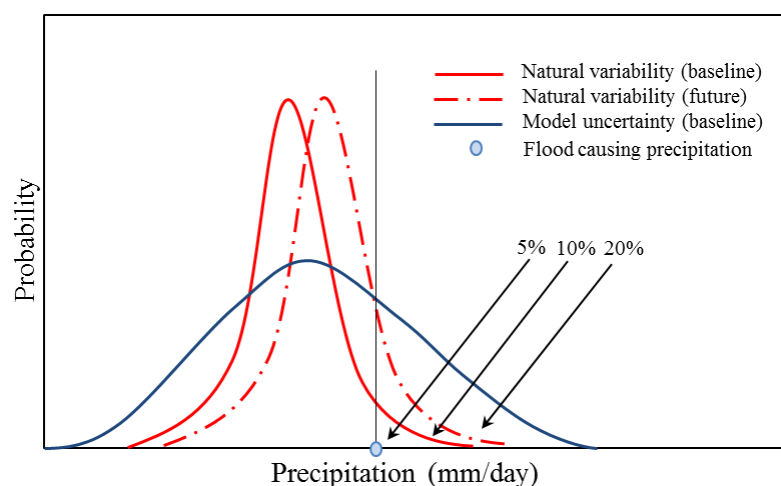 Natural variability (baseline)
Natural variability (future)
Model uncertainty (baseline)
Flood causing precipitation
5% 10% 20%
Probability
Precipitation (mm/day)